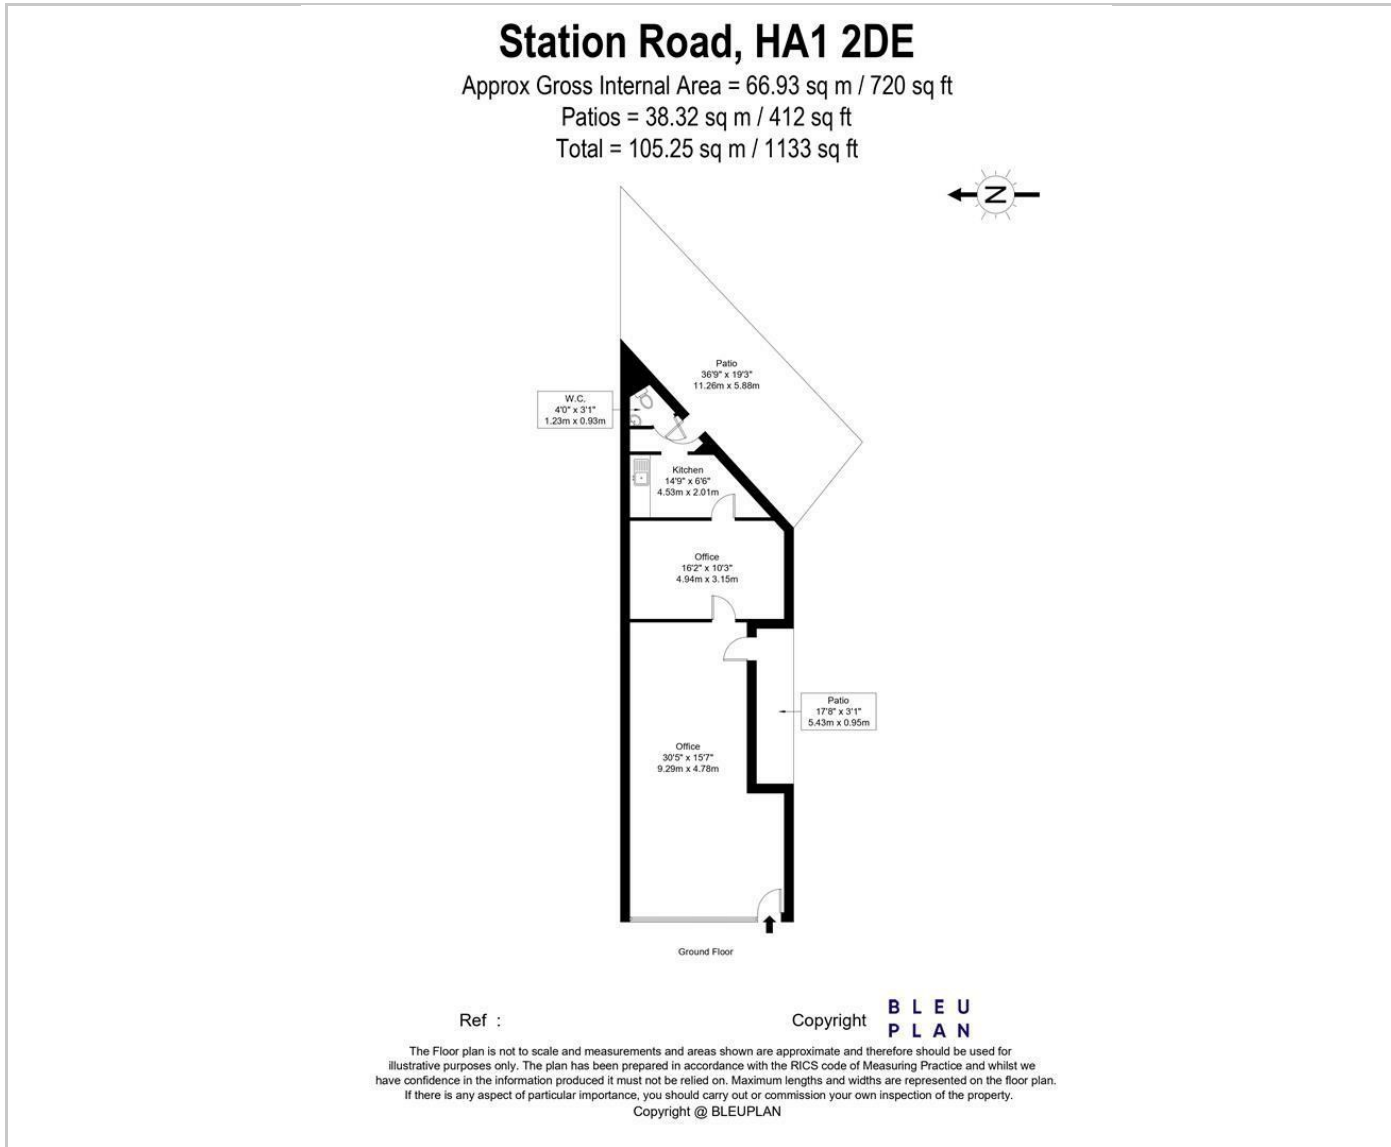 Station Road, HA1 2DE
Approx Gross Internal Area = 66.93 sq m / 720 sq ft
Patios = 38.32 sq m / 412 sq ft
Total = 105.25 sq m / 1133 sq ft
N
Patio
36'9" x 19'3"
11.26m x 5.88m
W.C.
4'0" x 3'1"
1.23m x 0.93m
Kitchen
14'9" x 6'6"
4.53m x 2.01m
Office
16'2" x 10'3"
4.94m x 3.15m
Patio
17'8" x 3'1"
5.43m x 0.95m
Office
30'5" x 15'7"
9.29m x 4.78m
Ground Floor
Ref :
Copyright
BLEU
PLAN
The Floor plan is not to scale and measurements and areas shown are approximate and therefore should be used for
illustrative purposes only. The plan has been prepared in accordance with the RICS code of Measuring Practice and whilst we
have confidence in the information produced it must not be relied on. Maximum lengths and widths are represented on the floor plan.
If there is any aspect of particular importance, you should carry out or commission your own inspection of the property.
Copyright @ BLEUPLAN